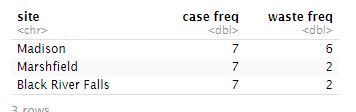 site case freq waste freq
<chr> <dbl> <dbl>
Madison 7 6
Marshfield 7 2
Black River Falls 7 2
3 rows